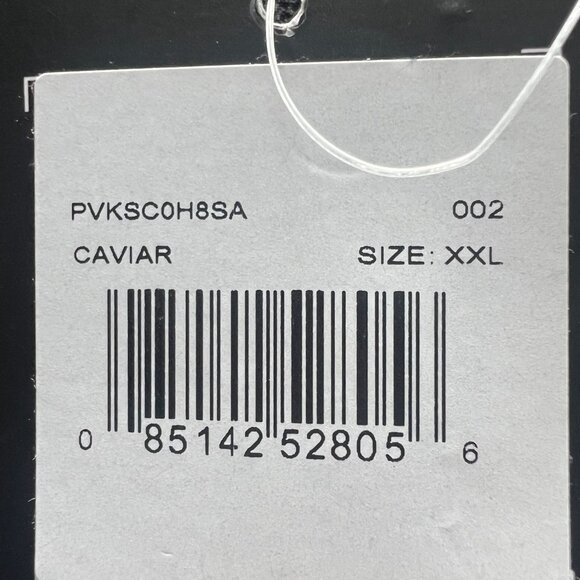 PVKSC0H8SA 002
CAVIAR SIZE: XXL
0 85142 52805 6